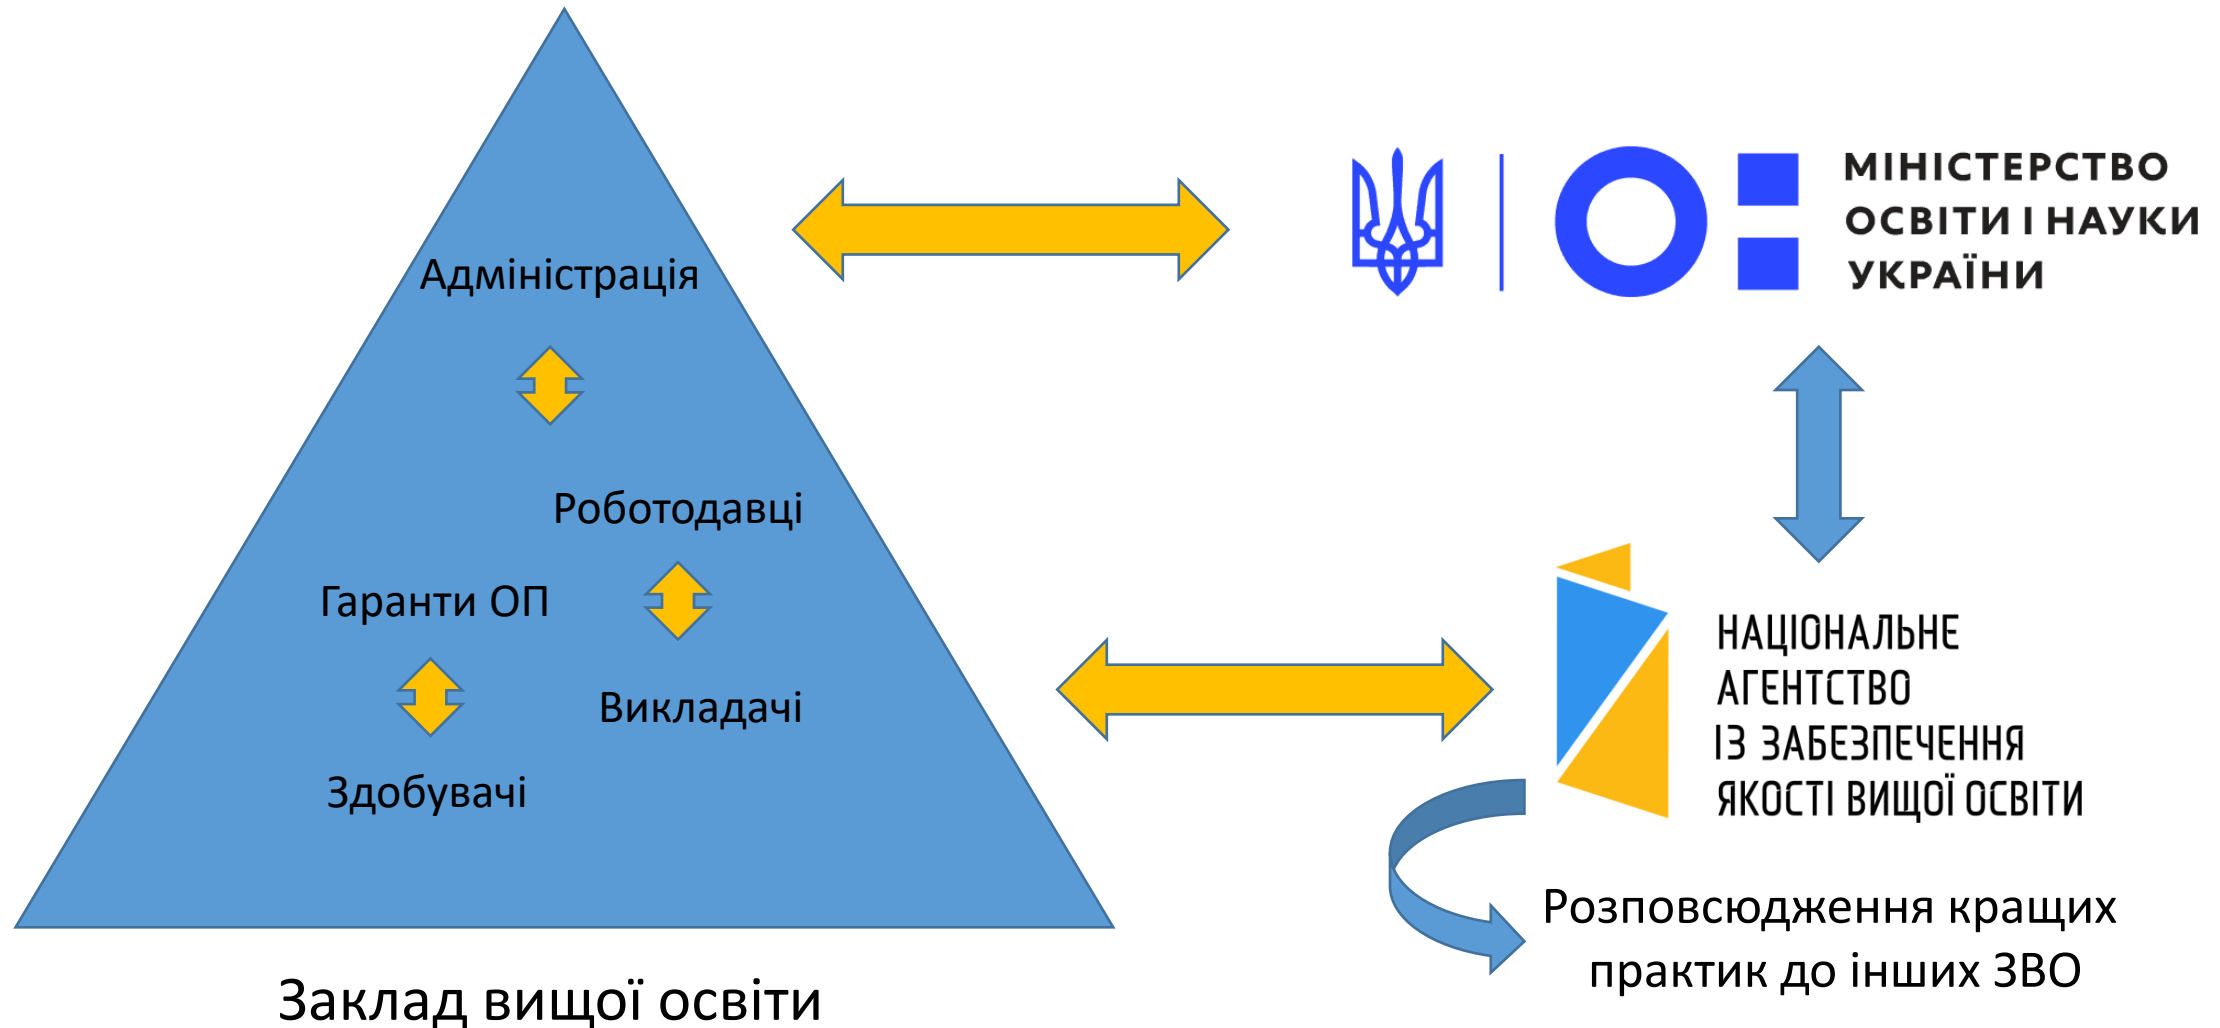 Адміністрація
Роботодавці
Гаранти ОП
Викладачі
Здобувачі
Заклад вищої освіти
МІНІСТЕРСТВО
ОСВІТИ І НАУКИ
УКРАЇНИ
НАЦІОНАЛЬНЕ
АГЕНТСТВО
ІЗ ЗАБЕЗПЕЧЕННЯ
ЯКОСТІ ВИЩОЇ ОСВІТИ
Розповсюдження кращих
практик до інших ЗВО